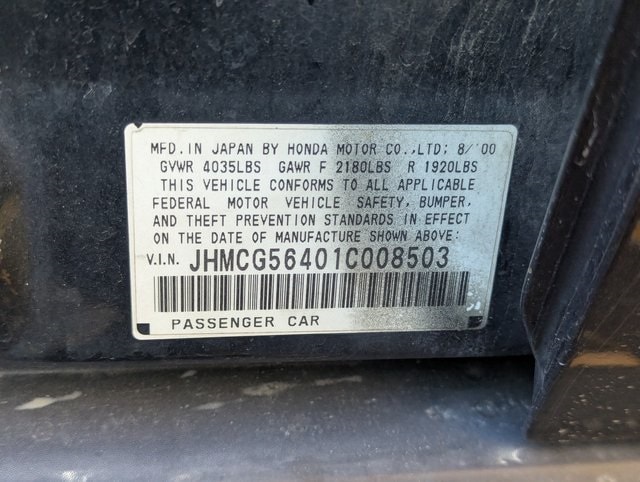 MFD. IN JAPAN BY HONDA MOTOR CO.,LTD: 8/'00
GVWR 4035LBS GAWR F 2180LBS R 1920LBS
THIS VEHICLE CONFORMS TO ALL APPLICABLE
FEDERAL MOTOR VEHICLE SAFETY, BUMPER,
AND THEFT PREVENTION STANDARDS IN EFFECT
ON THE DATE OF MANUFACTURE SHOWN ABOVE:
V.I.N. JHMCG56401C008503
PASSENGER CAR